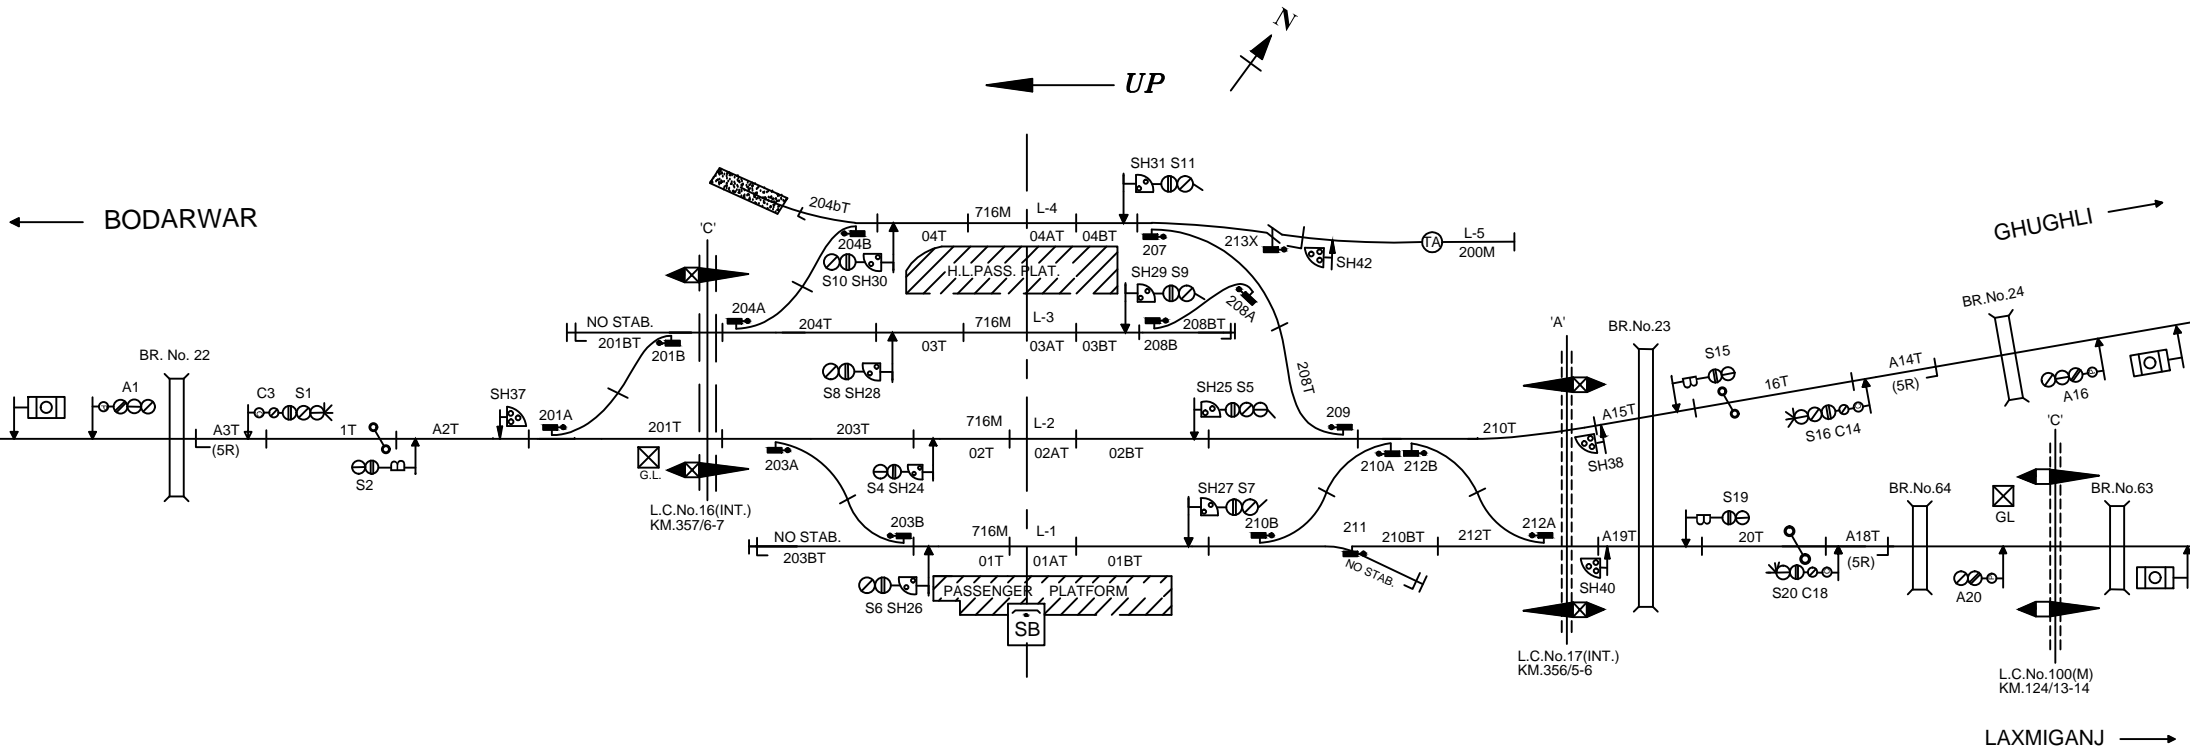 N
UP
SH31 S11
BODARWAR
GHUGHLI
204bT
716M
L-4
'C'
204B
04T
04AT
04BT
207
213X
TA
L-5
200M
SH42
S10 SH30
H.L.PASS. PLAT.
SH29 S9
208A
BR.No.24
204A
NO STAB.
201BT
201B
204T
716M
L-3
208BT
208B
03T
03AT
03BT
'A'
BR.No.23
BR. No. 22
S8 SH28
208T
S15
16T
A14T
(5R)
A16
A1
C3
S1
SH37
201A
SH25 S5
209
A15T
S16 C14
'C'
A3T
(5R)
1T
A2T
201T
203T
716M
L-2
210T
S2
G.L.
203A
02T
02AT
02BT
210A
212B
SH38
S4 SH24
L.C.No.16(INT.)
KM.357/6-7
SH27 S7
S19
BR.No.64
GL
BR.No.63
203B
NO STAB.
203BT
716M
L-1
210B
211
210BT
212T
212A
A19T
20T
A18T
(5R)
01T
01AT
01BT
NO STAB.
S6 SH26
PASSENGER PLATFORM
SH40
S20 C18
A20
SB
L.C.No.17(INT.)
KM.356/5-6
L.C.No.100(M)
KM.124/13-14
LAXMIGANJ